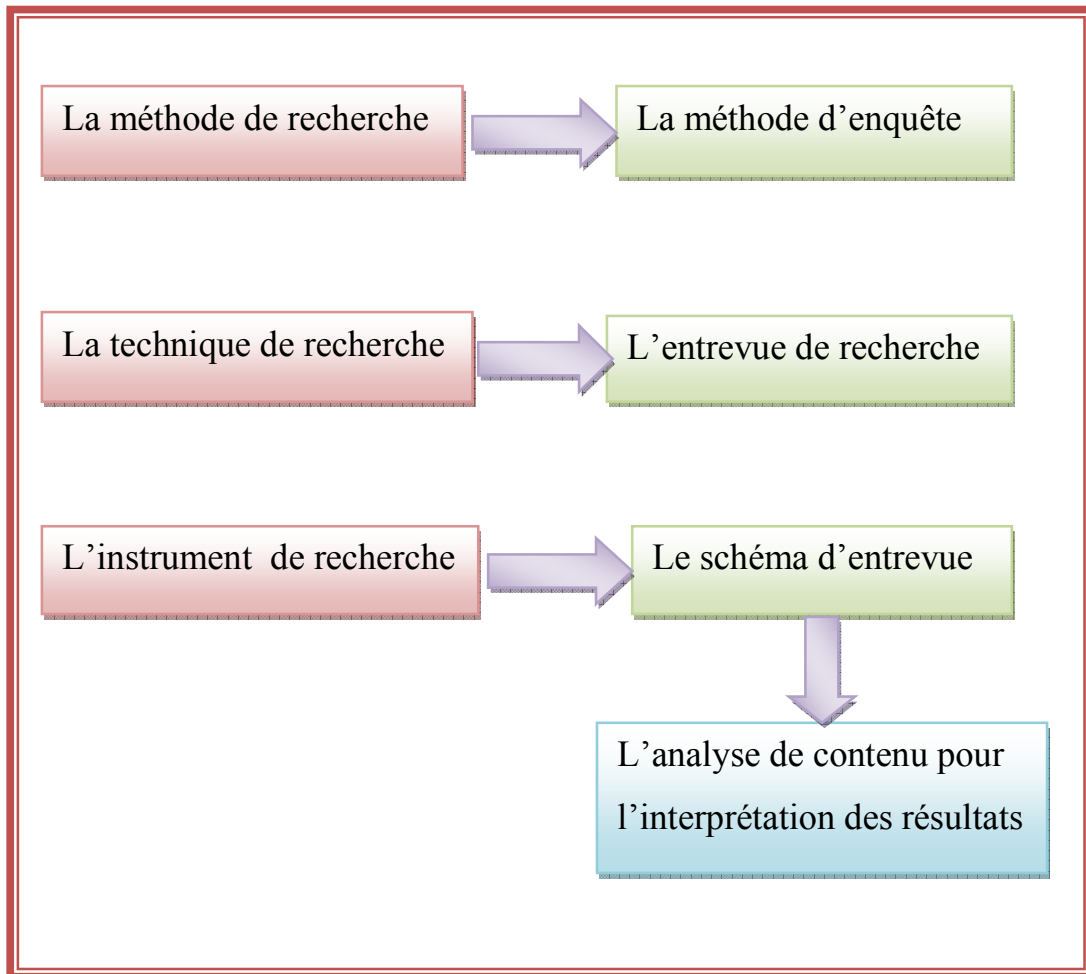 La méthode de recherche
La méthode d’enquête
La technique de recherche
L’entrevue de recherche
L’instrument  de recherche
Le schéma d’entrevue
L’analyse de contenu pour
l’interprétation des résultats